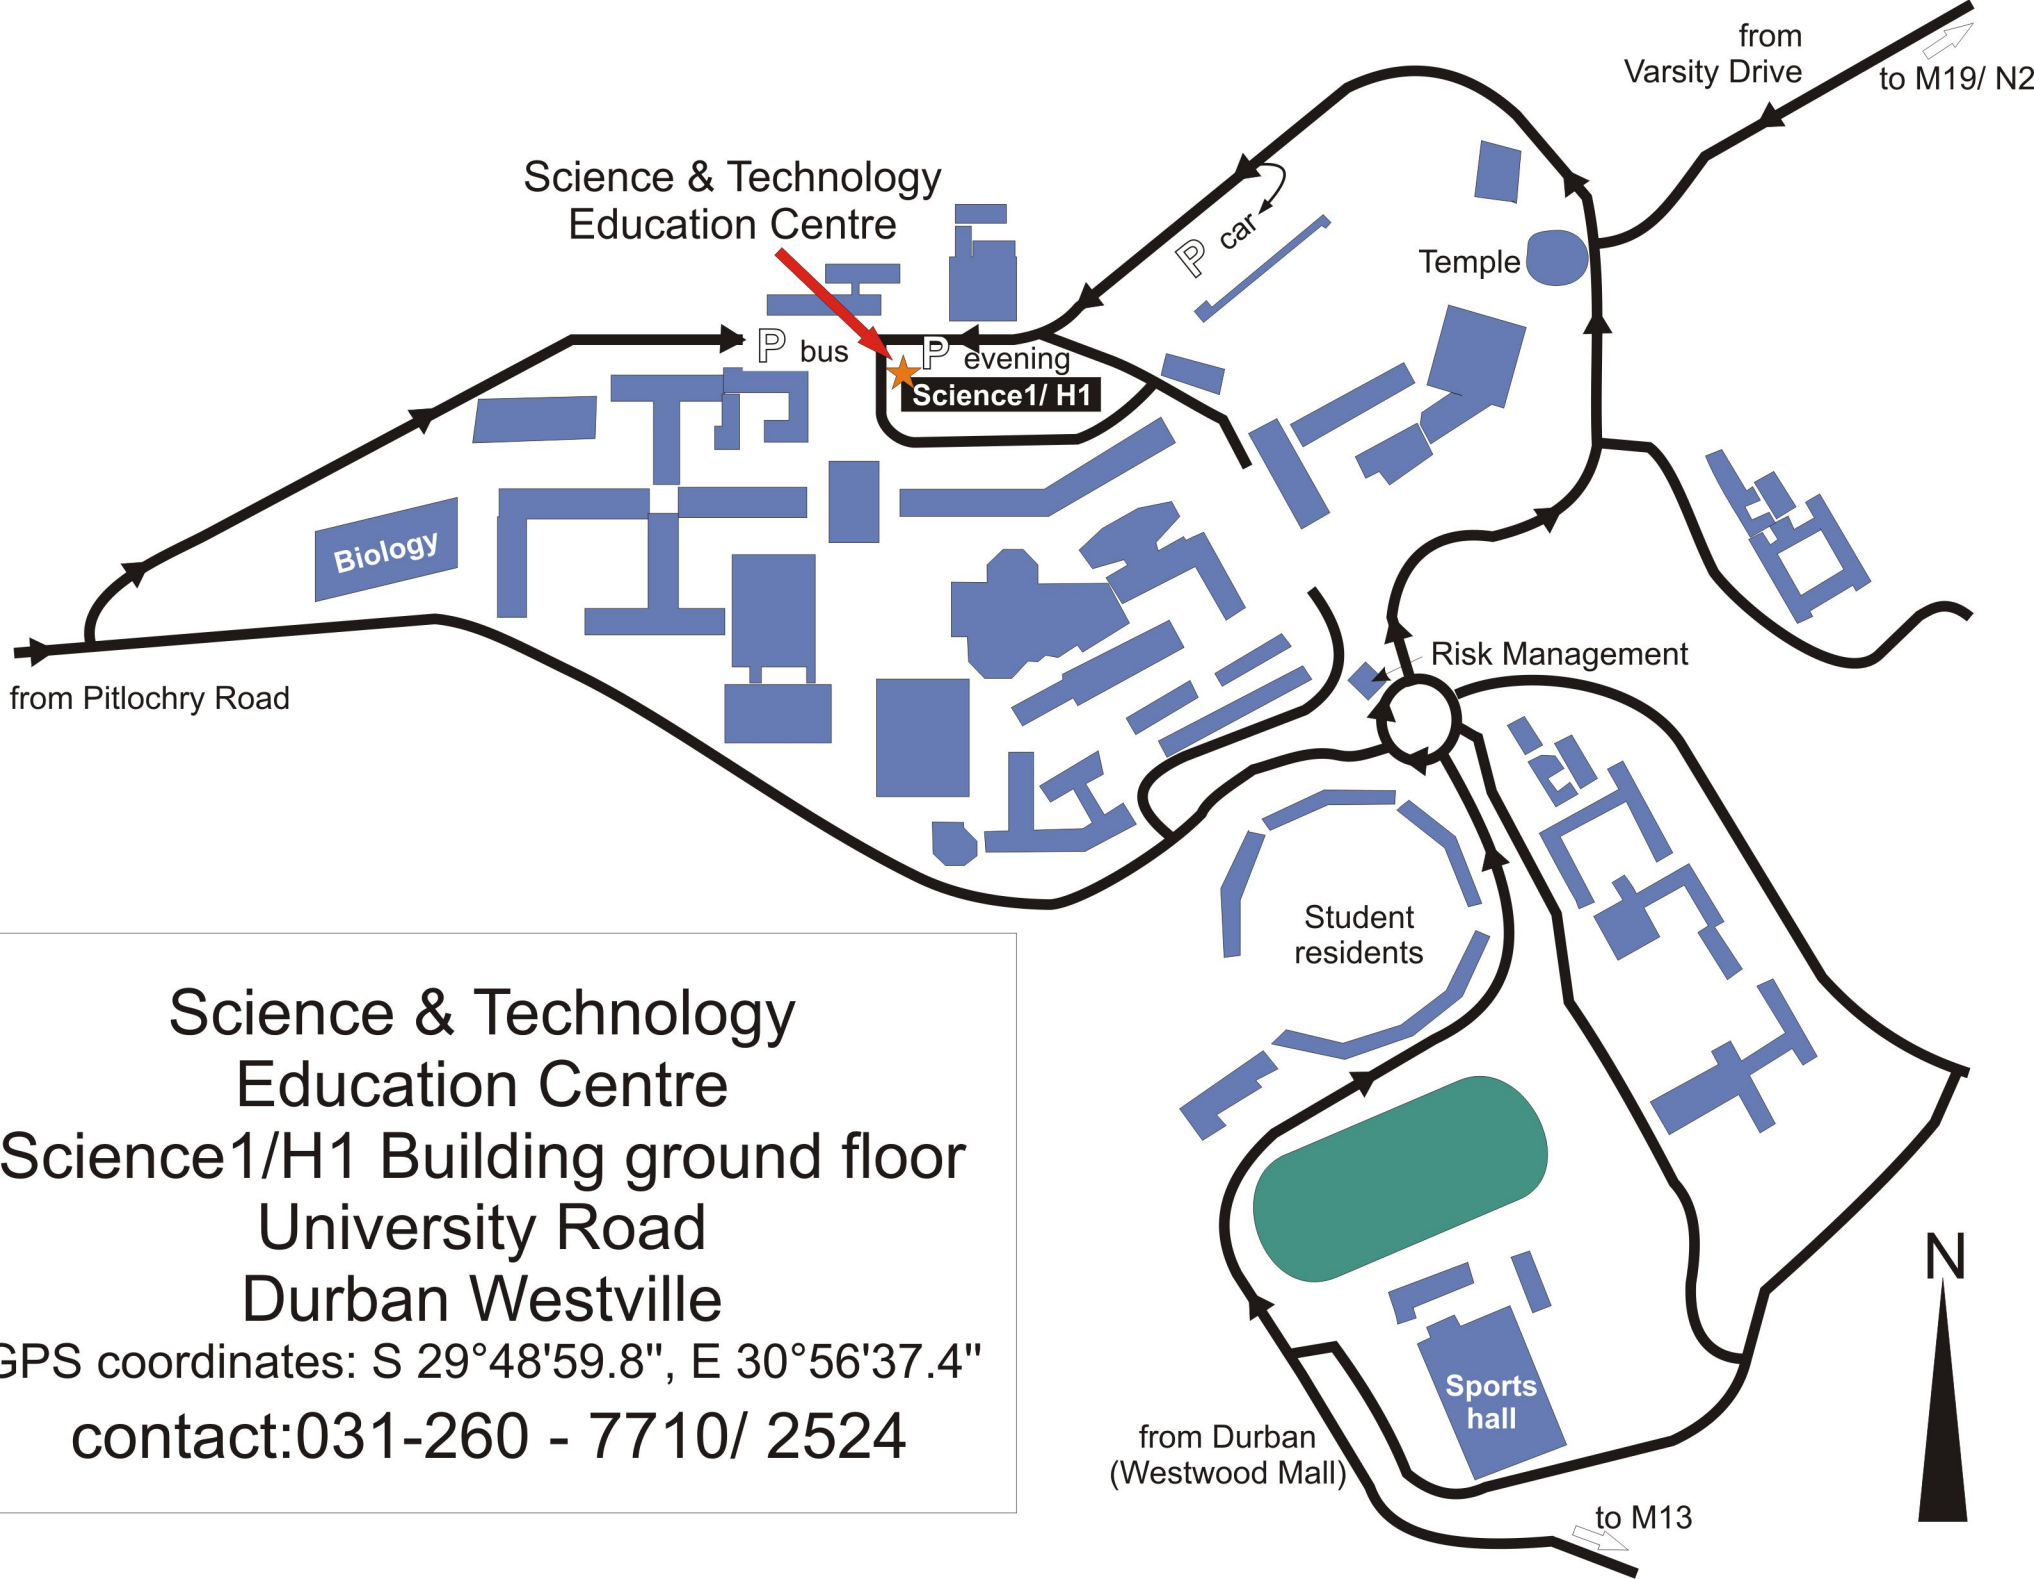 from
Varsity Drive
to M19/ N2
Science & Technology
Education Centre
P car
Temple
P bus
P evening
Science1/ H1
Biology
Risk Management
from Pitlochry Road
Student
residents
Science & Technology
Education Centre
Science1/H1 Building ground floor
University Road
Durban Westville
GPS coordinates: S 29°48'59.8", E 30°56'37.4"
contact:031-260 - 7710/ 2524
N
Sports
hall
from Durban
(Westwood Mall)
to M13